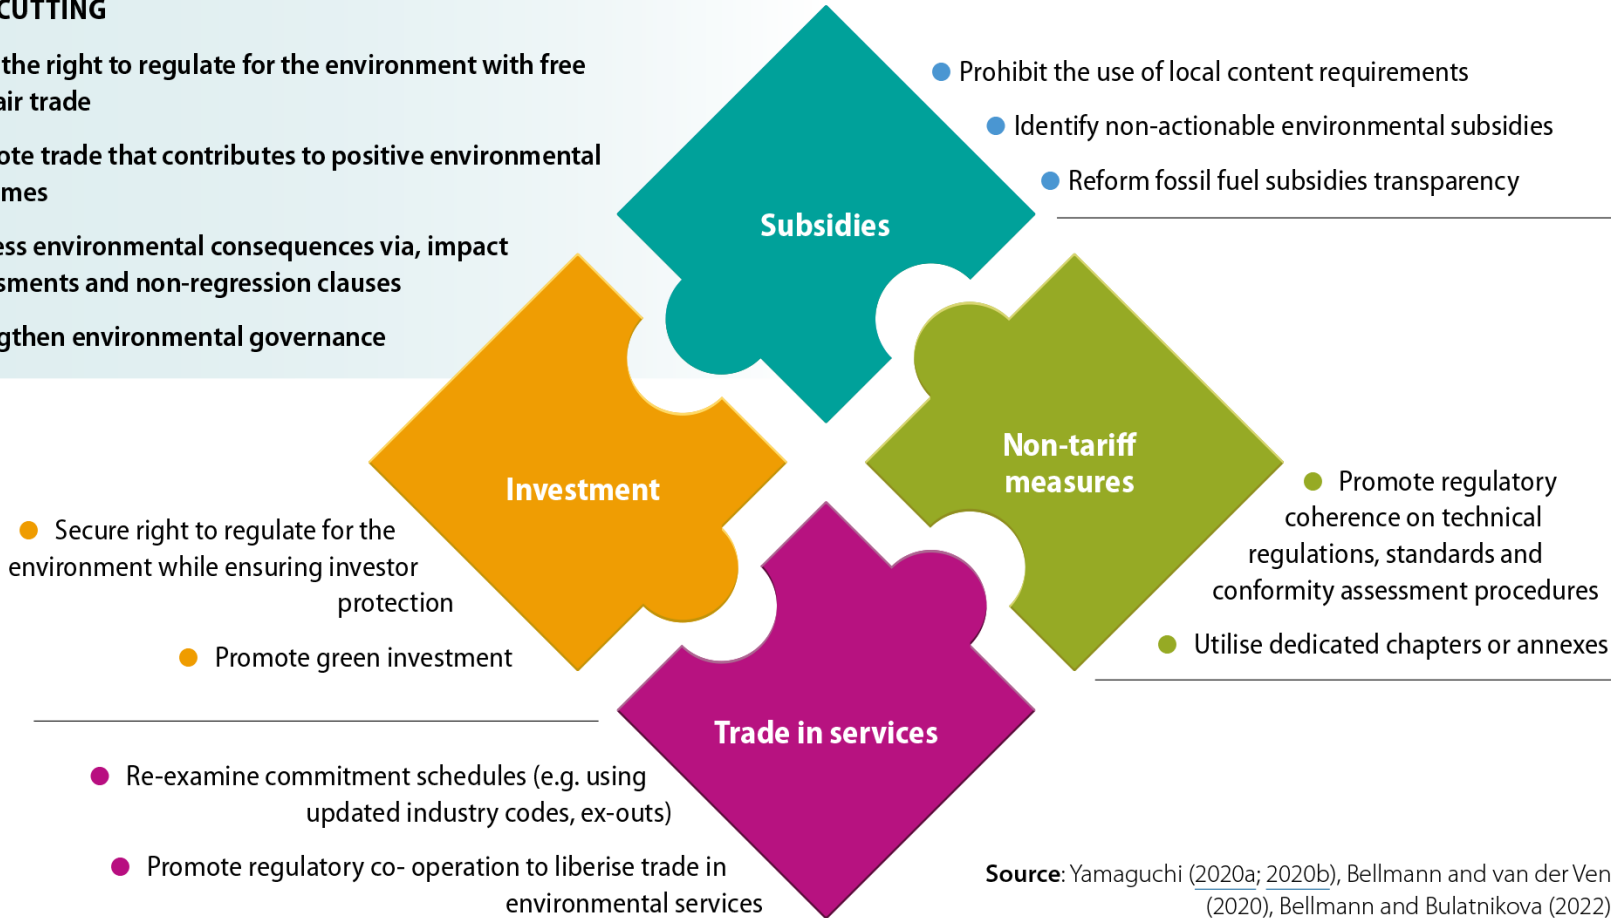 CUTTING
the right to regulate for the environment with free
air trade
ote trade that contributes to positive environmental
mes
ess environmental consequences via, impact
sments and non-regression clauses
gthen environmental governance
Subsidies
Prohibit the use of local content requirements
Identify non-actionable environmental subsidies
Reform fossil fuel subsidies transparency
Investment
Secure right to regulate for the
environment while ensuring investor
protection
Promote green investment
Non-tariff
measures
Promote regulatory
coherence on technical
regulations, standards and
conformity assessment procedures
Utilise dedicated chapters or annexes
Trade in services
Re-examine commitment schedules (e.g. using
updated industry codes, ex-outs)
Promote regulatory co- operation to liberise trade in
environmental services
Source: Yamaguchi (2020a; 2020b), Bellmann and van der Ven
(2020), Bellmann and Bulatnikova (2022)